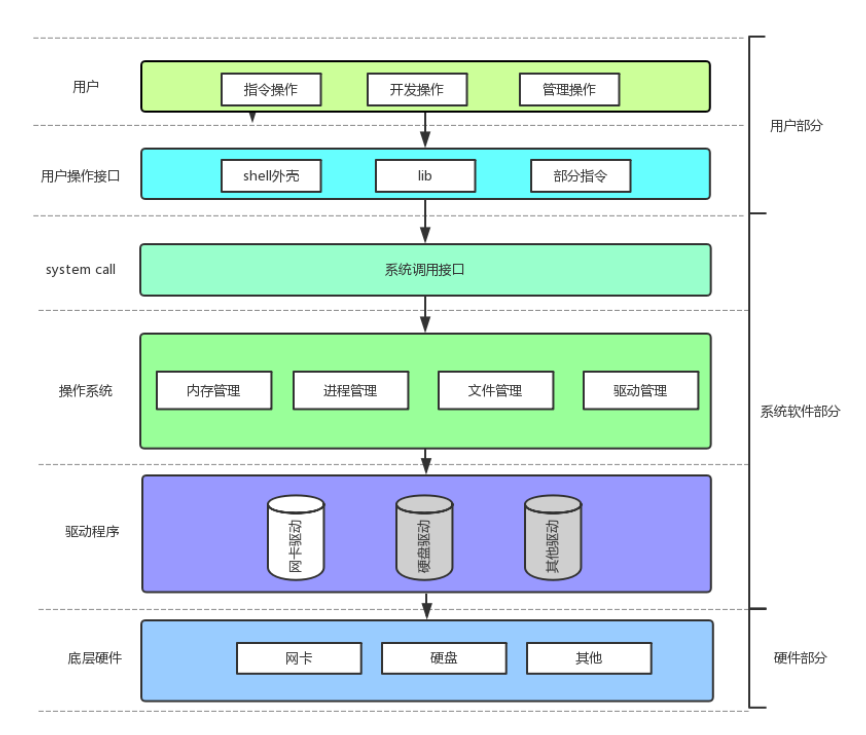 用户
指令操作
开发操作
管理操作
用户部分
用户操作接口
shell外壳
lib
部分指令
system call
系统调用接口
操作系统
内存管理
进程管理
文件管理
驱动管理
系统软件部分
驱动程序
网卡驱动
硬盘驱动
其他驱动
底层硬件
网卡
硬盘
其他
硬件部分